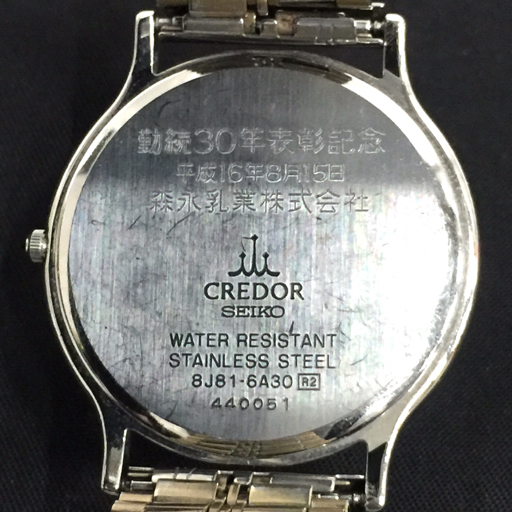 勤続30年表彰記念
平成16年8月15日
森永乳業株式会社
CREDOR
SEIKO
WATER RESISTANT
STAINLESS STEEL
8J81-6A30 R2
440051